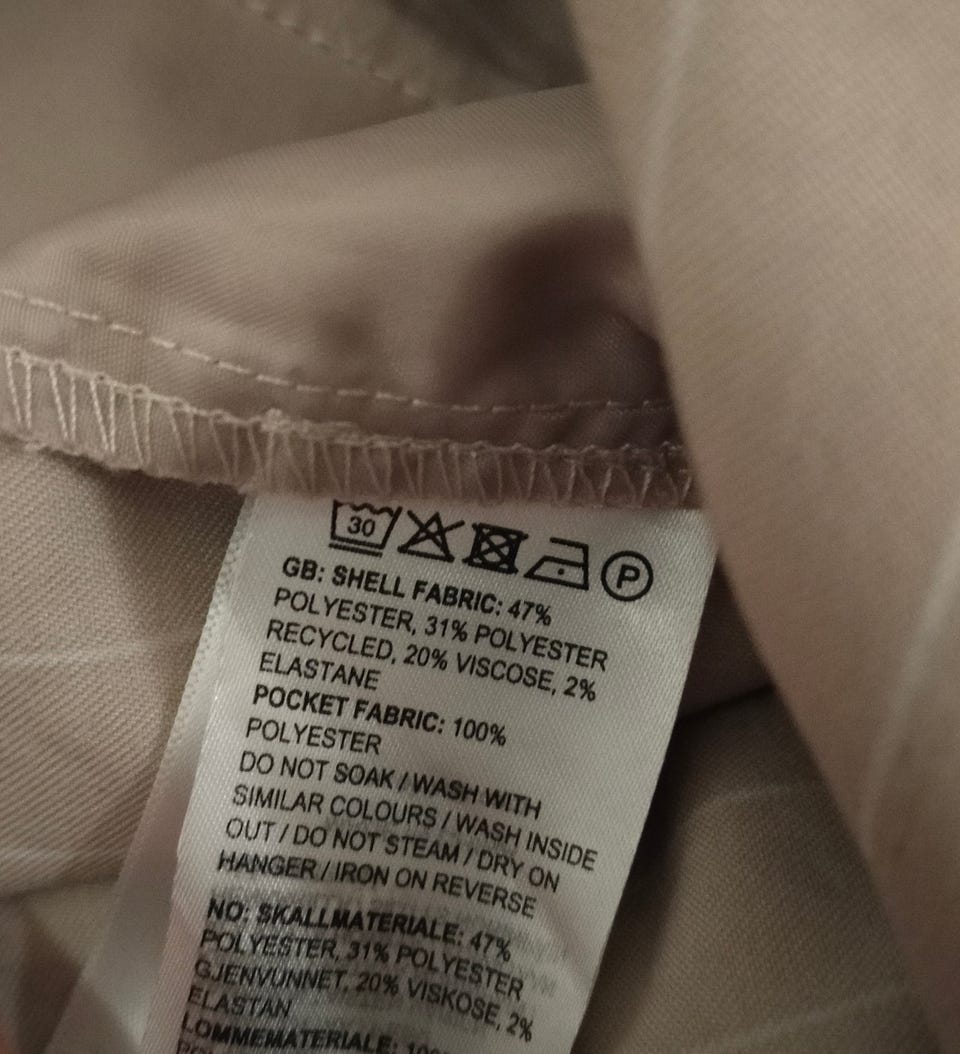 30
P
GB: SHELL FABRIC: 47%
POLYESTER, 31% POLYESTER
RECYCLED, 20% VISCOSE, 2%
ELASTANE
POCKET FABRIC: 100%
POLYESTER
DO NOT SOAK / WASH WITH
SIMILAR COLOURS / WASH INSIDE
OUT / DO NOT STEAM / DRY ON
HANGER / IRON ON REVERSE
NO: SKALLMATERIALE: 47%
POLYESTER, 31% POLYESTER
GJENVUNNET, 20% VISKOSE, 2%
ELASTAN
LOMMEMATERIALE: